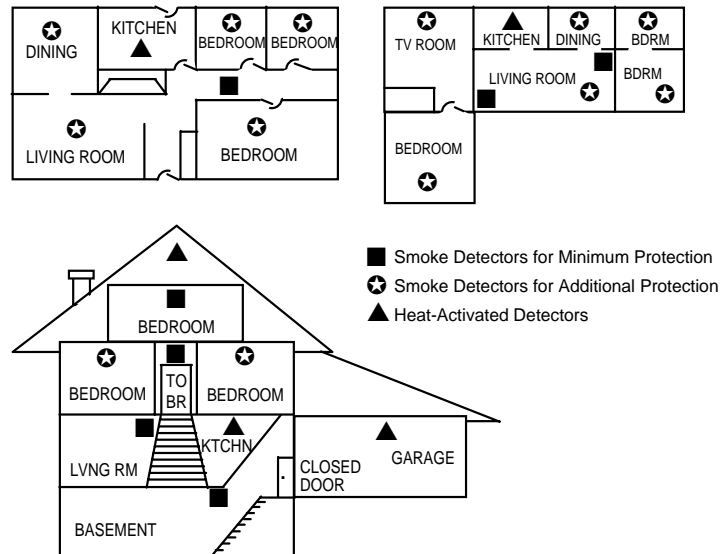 DINING
KITCHEN
BEDROOM
BEDROOM
LIVING ROOM
BEDROOM
TV ROOM
KITCHEN
DINING
BDRM
LIVING ROOM
BDRM
BEDROOM
Smoke Detectors for Minimum Protection
Smoke Detectors for Additional Protection
Heat-Activated Detectors
BEDROOM
BEDROOM
TO
BR
BEDROOM
LVNG RM
KTCHN
CLOSED
DOOR
GARAGE
BASEMENT